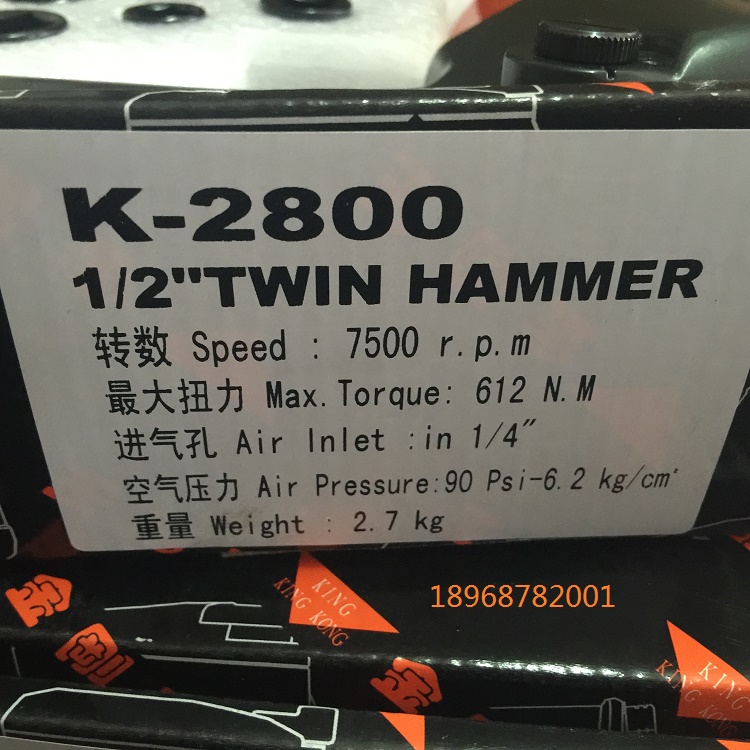 K-2800
1/2"TWIN HAMMER
转数 Speed : 7500 r.p.m
最大扭力 Max.Torque: 612 N.M
进气孔 Air Inlet :in 1/4"
空气压力 Air Pressure:90 Psi-6.2 kg/cm²
重量 Weight : 2.7 kg
18968782001
KING
KING KONG
KING
KING KONG